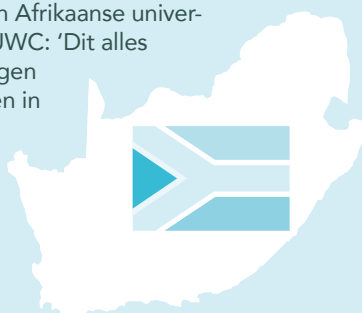 n Afrikaanse univer-
UWC: ‘Dit alles
gen
en in